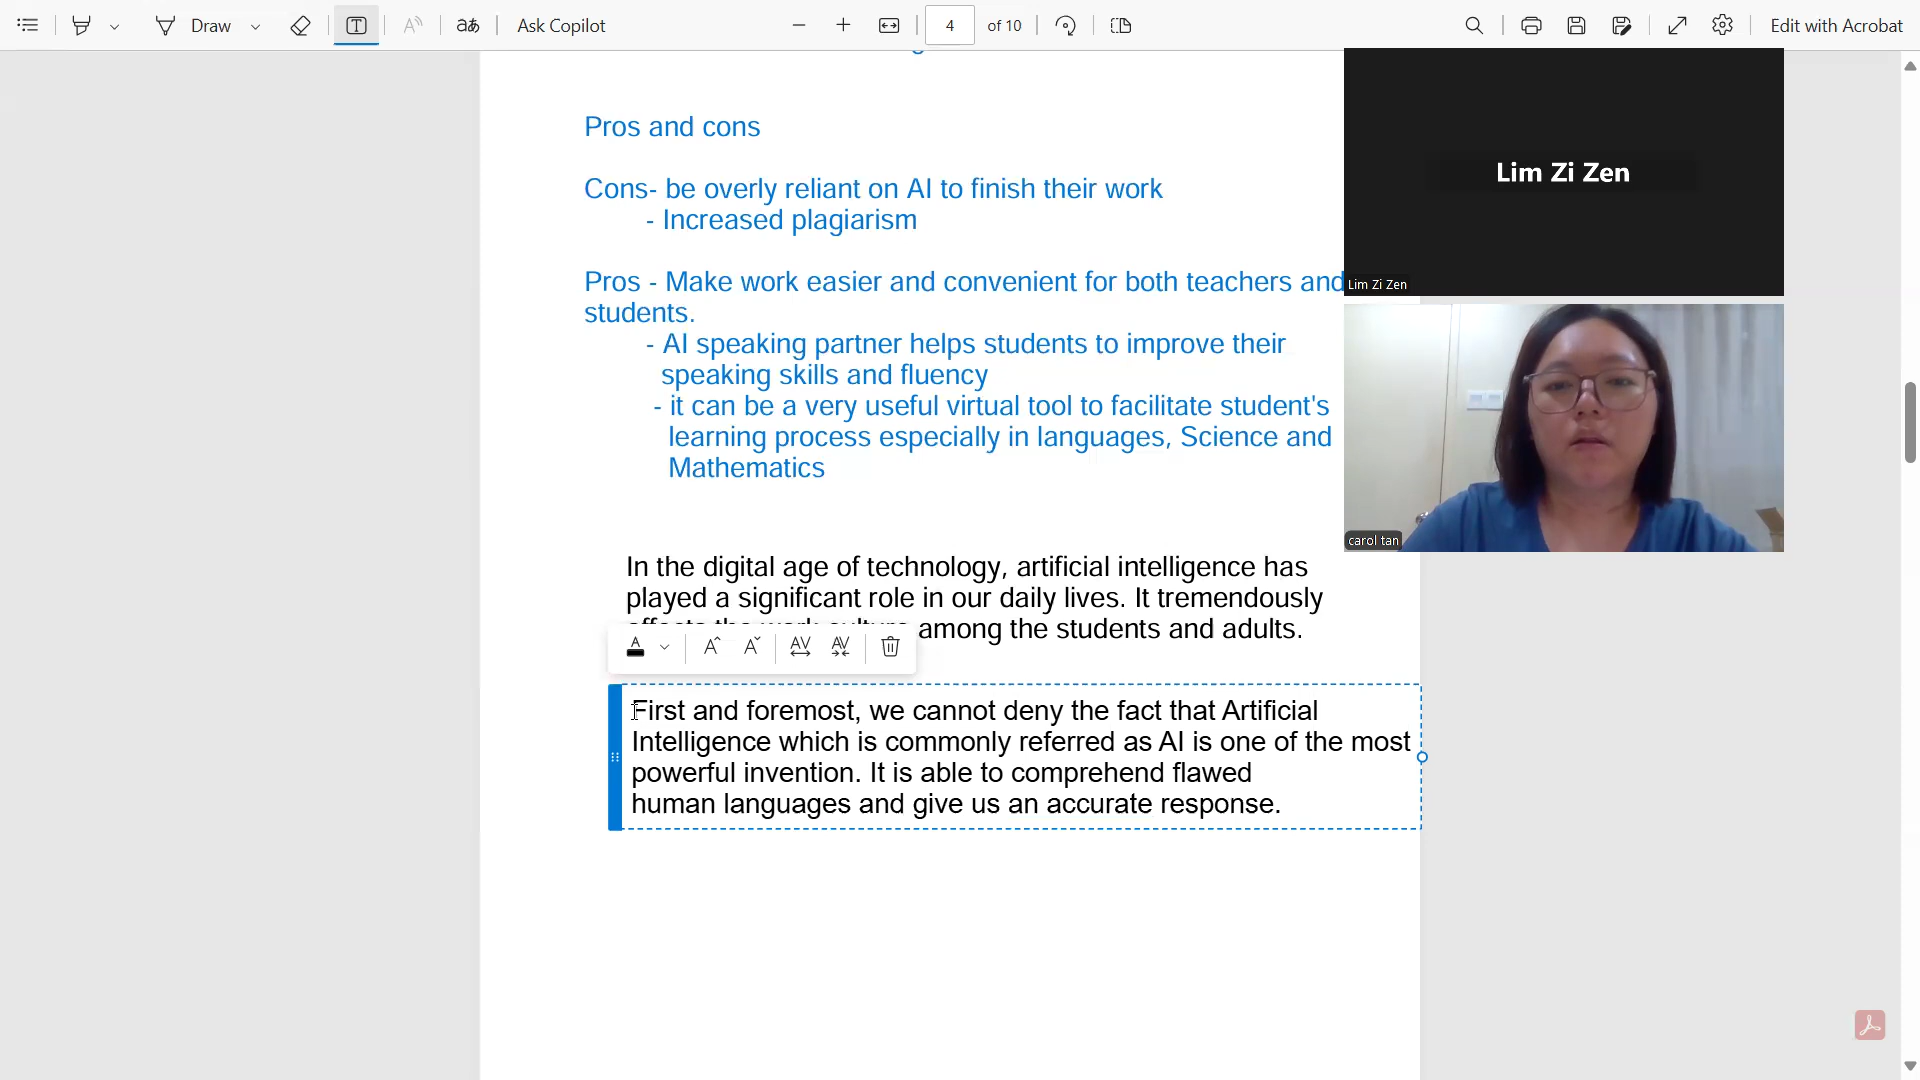 Draw
aあ
Ask Copilot
4 of 10
Edit with Acrobat
Pros and cons
Cons- be overly reliant on AI to finish their work
- Increased plagiarism
Pros - Make work easier and convenient for both teachers and
students.
- AI speaking partner helps students to improve their
speaking skills and fluency
- it can be a very useful virtual tool to facilitate student's
learning process especially in languages, Science and
Mathematics
Lim Zi Zen
Lim Zi Zen
carol tan
In the digital age of technology, artificial intelligence has
played a significant role in our daily lives. It tremendously
among the students and adults.
First and foremost, we cannot deny the fact that Artificial
Intelligence which is commonly referred as AI is one of the most
powerful invention. It is able to comprehend flawed
human languages and give us an accurate response.